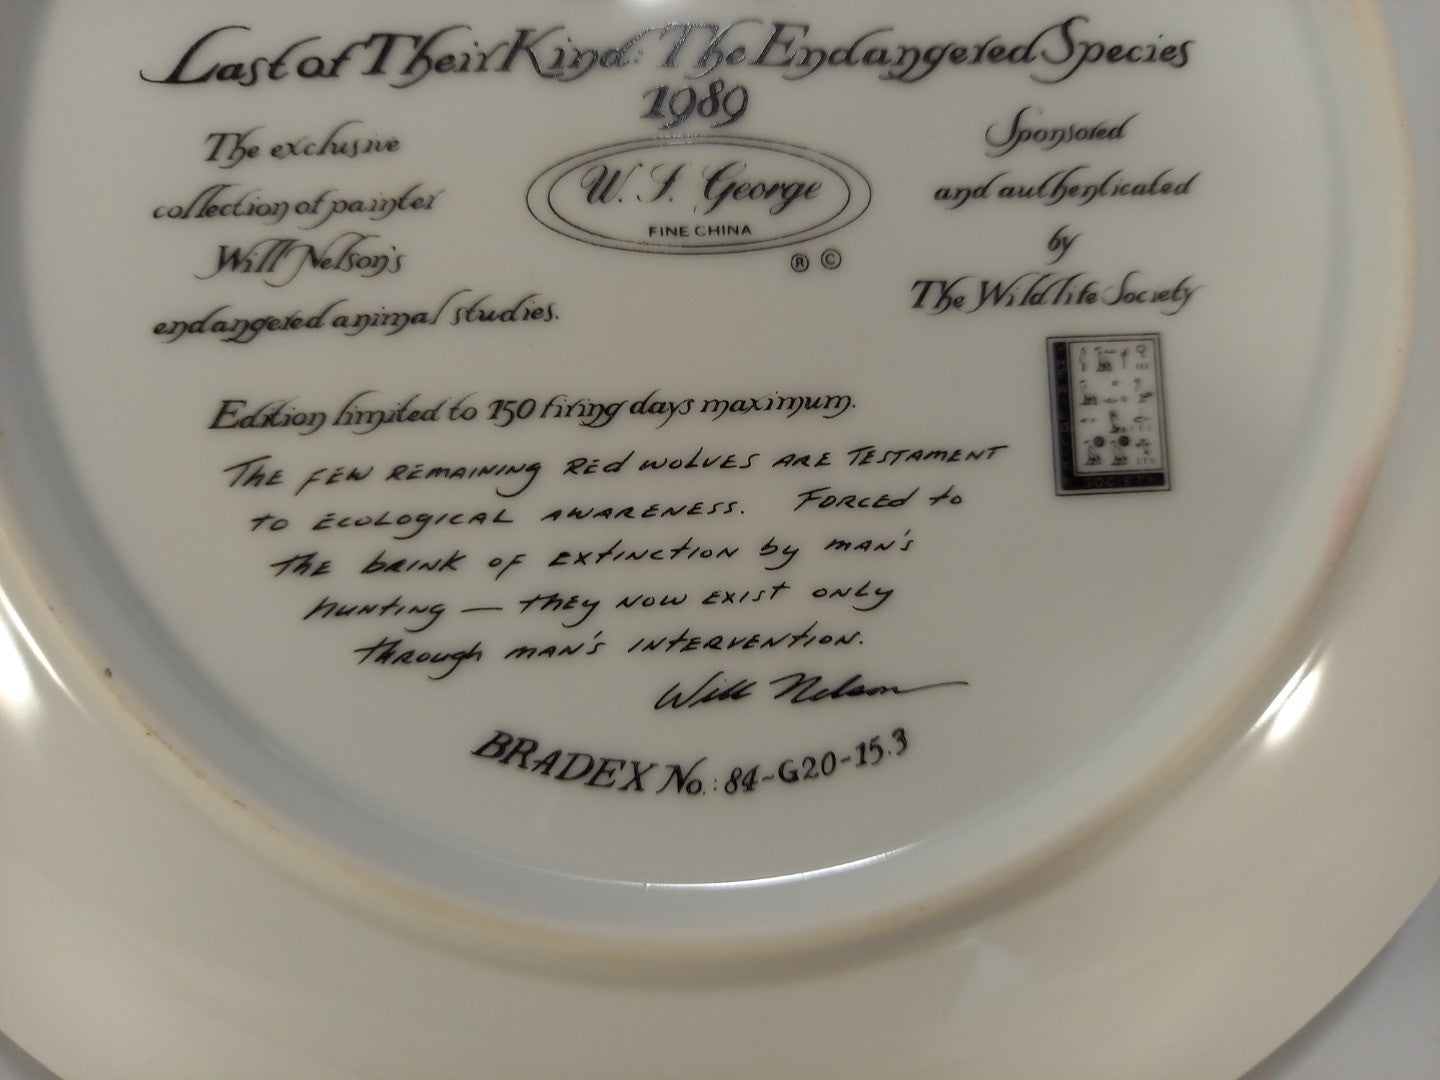 Last of Their Kind: The Endangered Species
1989
The exclusive
collection of painter
Will Nelson's
endangered animal studies.
W. S. George
FINE CHINA
® ©
Sponsored
and authenticated
by
The Wildlife Society
SOCIETY
Edition limited to 150 firing days maximum.
THE FEW REMAINING RED WOLVES ARE TESTAMENT
TO ECOLOGICAL AWARENESS. FORCED TO
THE BRINK OF EXTINCTION BY MAN'S
HUNTING — THEY NOW EXIST ONLY
THROUGH MAN'S INTERVENTION.
Will Nelson
BRADEX No.: 84-G20-15.3